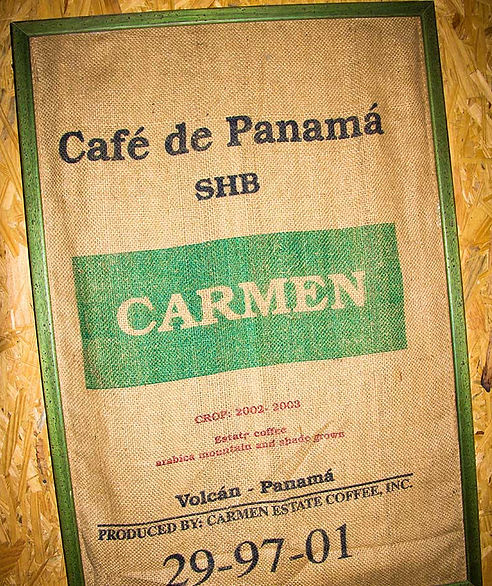 Café de Panamá
SHB
CARMEN
CROP: 2002-2003
Estate coffee
arabica mountain and shade grown
Volcán - Panamá
PRODUCED BY: CARMEN ESTATE COFFEE, INC.
29-97-01